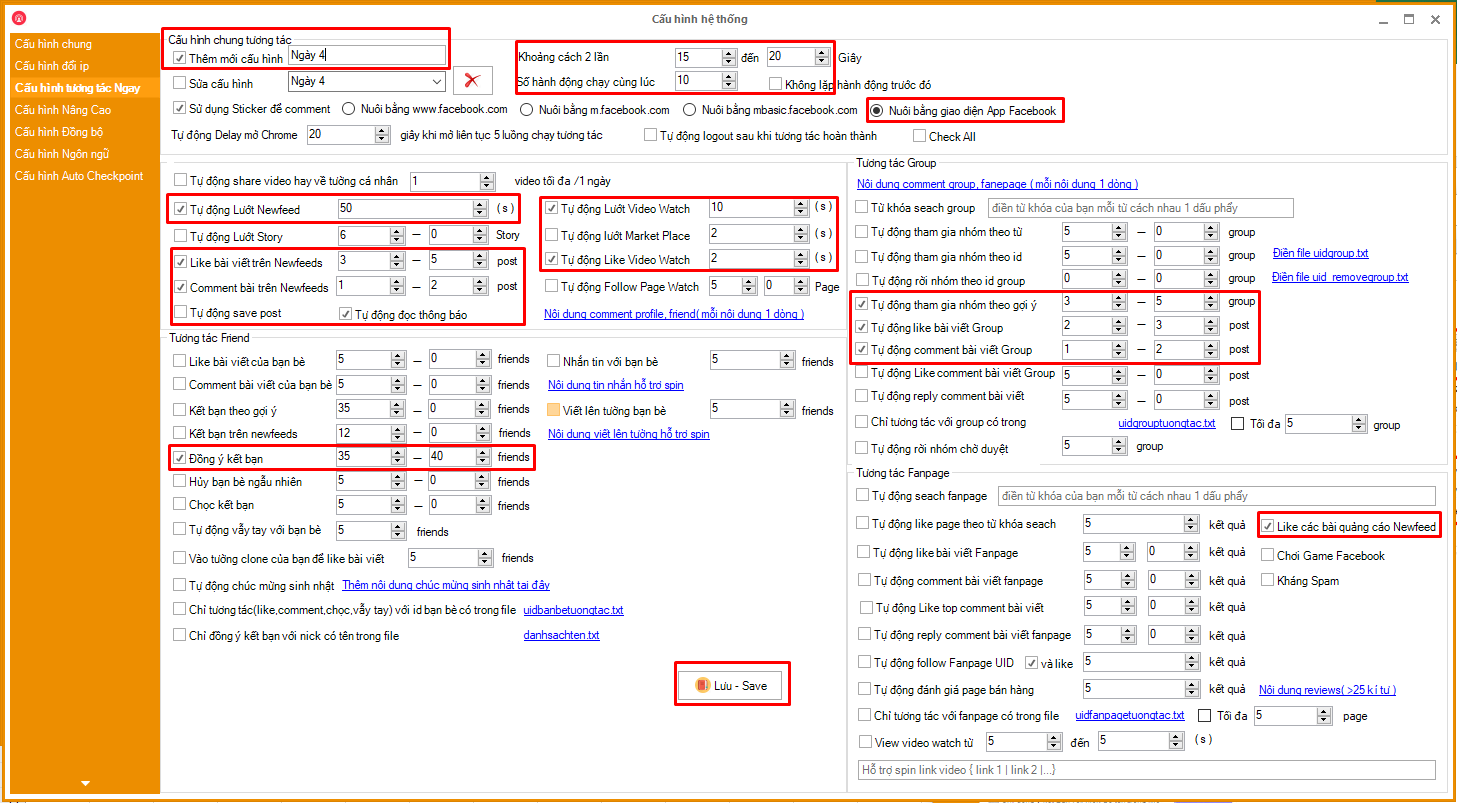 Cấu hình hệ thống
Cấu hình chung
Cấu hình đổi ip
Cấu hình tương tác Ngay
Cấu hình Nâng Cao
Cấu hình Đồng bộ
Cấu hình Ngôn ngữ
Cấu hình Auto Checkpoint
Cấu hình chung tương tác
Thêm mới cấu hình Ngày 4
Khoảng cách 2 lần 15 đến 20 Giây
Sửa cấu hình Ngày 4
Số hành động chạy cùng lúc 10 Không lặp hành động trước đó
Sử dụng Sticker để comment Nuôi bằng www.facebook.com Nuôi bằng m.facebook.com Nuôi bằng mbasic.facebook.com Nuôi bằng giao diện App Facebook
Tự động Delay mở Chrome 20 giây khi mở liên tục 5 luồng chạy tương tác Tự động logout sau khi tương tác hoàn thành Check All
Tự động share video hay về tường cá nhân 1 video tối đa /1 ngày
Tự động Lướt Newfeed 50 ( s ) Tự động Lướt Video Watch 10 ( s )
Tự động Lướt Story 6 — 0 Story Tự động lướt Market Place 2 ( s )
Like bài viết trên Newfeeds 3 — 5 post Tự động Like Video Watch 2 ( s )
Comment bài trên Newfeeds 1 — 2 post Tự động Follow Page Watch 5 0 Page
Tự động save post Tự động đọc thông báo Nội dung comment profile, friend( mỗi nội dung 1 dòng )
Tương tác Friend
Like bài viết của bạn bè 5 — 0 friends Nhắn tin với bạn bè 5 friends
Comment bài viết của bạn bè 5 — 0 friends Nội dung tin nhắn hỗ trợ spin
Kết bạn theo gợi ý 35 — 0 friends Viết lên tường bạn bè 5 friends
Kết bạn trên newfeeds 12 — 0 friends Nội dung viết lên tường hỗ trợ spin
Đồng ý kết bạn 35 — 40 friends
Hủy bạn bè ngẫu nhiên 5 — 0 friends
Chọc kết bạn 5 — 0 friends
Tự động vẫy tay với bạn bè 5 friends
Vào tường clone của bạn để like bài viết 5 friends
Tự động chúc mừng sinh nhật Thêm nội dung chúc mừng sinh nhật tại đây
Chỉ tương tác(like,comment,chọc,vẫy tay) với id bạn bè có trong file uidbanbetuongtac.txt
Chỉ đồng ý kết bạn với nick có tên trong file danhsachten.txt
Lưu - Save
Tương tác Group
Nội dung comment group, fanepage ( mỗi nội dung 1 dòng )
Từ khóa seach group điền từ khóa của bạn mỗi từ cách nhau 1 dấu phẩy
Tự động tham gia nhóm theo từ 5 — 0 group
Tự động tham gia nhóm theo id 5 — 0 group Điền file uidgroup.txt
Tự động rời nhóm theo id group 0 — 0 group Điền file uid_removegroup.txt
Tự động tham gia nhóm theo gợi ý 3 — 5 group
Tự động like bài viết Group 2 — 3 post
Tự động comment bài viết Group 1 — 2 post
Tự động Like comment bài viết Group 5 — 0 post
Tự động reply comment bài viết 5 — 0 post
Chỉ tương tác với group có trong uidgrouptuongtac.txt Tối đa 5 group
Tự động rời nhóm chờ duyệt 5 group
Tương tác Fanpage
Tự động seach fanpage điền từ khóa của bạn mỗi từ cách nhau 1 dấu phẩy
Tự động like page theo từ khóa seach 5 kết quả Like các bài quảng cáo Newfeed
Tự động like bài viết Fanpage 5 0 kết quả Chơi Game Facebook
Tự động comment bài viết fanpage 5 0 kết quả Kháng Spam
Tự động Like top comment bài viết 5 0 kết quả
Tự động reply comment bài viết fanpage 5 0 kết quả
Tự động follow Fanpage UID và like 5 kết quả
Tự động đánh giá page bán hàng 5 kết quả Nội dung reviews( >25 kí tự )
Chỉ tương tác với fanpage có trong file uidfanpagetuongtac.txt Tối đa 5 page
View video watch từ 5 đến 5 ( s )
Hỗ trợ spin link video { link 1 | link 2 |...}